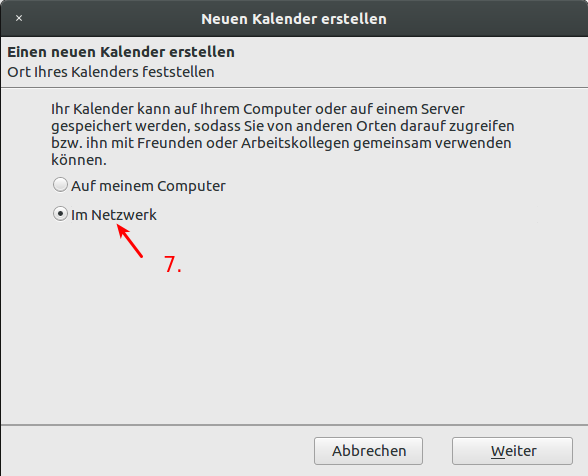 Neuen Kalender erstellen
Einen neuen Kalender erstellen
Ort Ihres Kalenders feststellen
Ihr Kalender kann auf Ihrem Computer oder auf einem Server
gespeichert werden, sodass Sie von anderen Orten darauf zugreifen
bzw. ihn mit Freunden oder Arbeitskollegen gemeinsam verwenden
können.
Auf meinem Computer
Im Netzwerk
7.
Abbrechen
Weiter